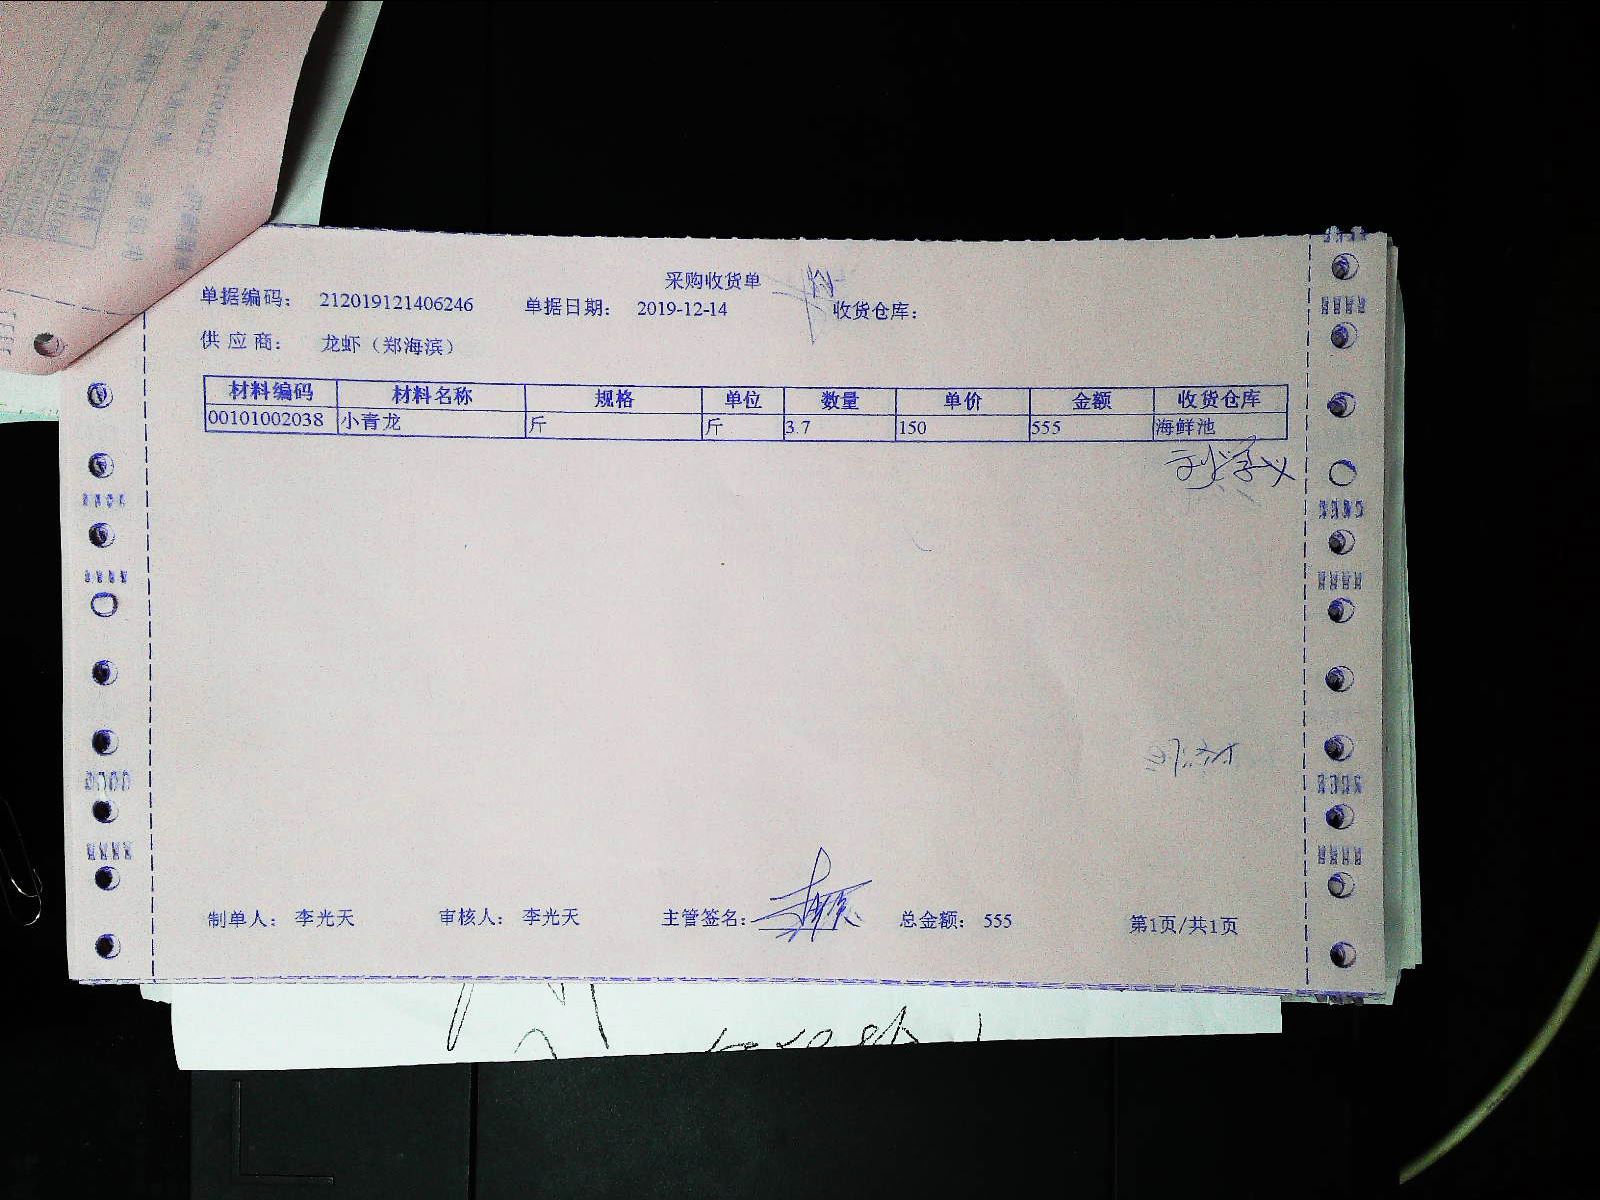 采购收货单
单据编码： 212019121406246 单据日期： 2019-12-14 收货仓库：
供 应 商： 龙虾（郑海滨）
材料编码 材料名称 规格 单位 数量 单价 金额 收货仓库
00101002038 小青龙 斤 斤 3.7 150 555 海鲜池
制单人： 李光天 审核人： 李光天 主管签名： 总金额： 555 第1页/共1页